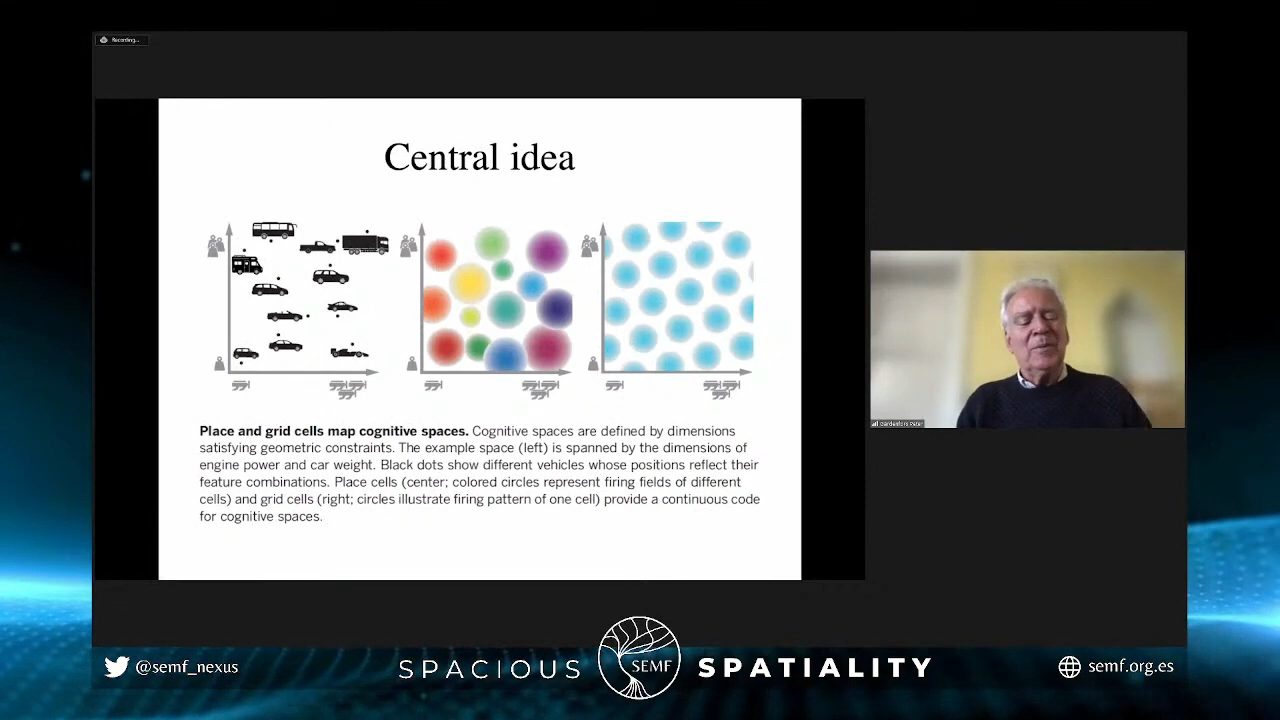 Recording...
Central idea
Place and grid cells map cognitive spaces. Cognitive spaces are defined by dimensions
satisfying geometric constraints. The example space (left) is spanned by the dimensions of
engine power and car weight. Black dots show different vehicles whose positions reflect their
feature combinations. Place cells (center; colored circles represent firing fields of different
cells) and grid cells (right; circles illustrate firing pattern of one cell) provide a continuous code
for cognitive spaces.
Gärdenfors Peter
@semf_nexus
SPACIOUS
SEMF
SPATIALITY
semf.org.es